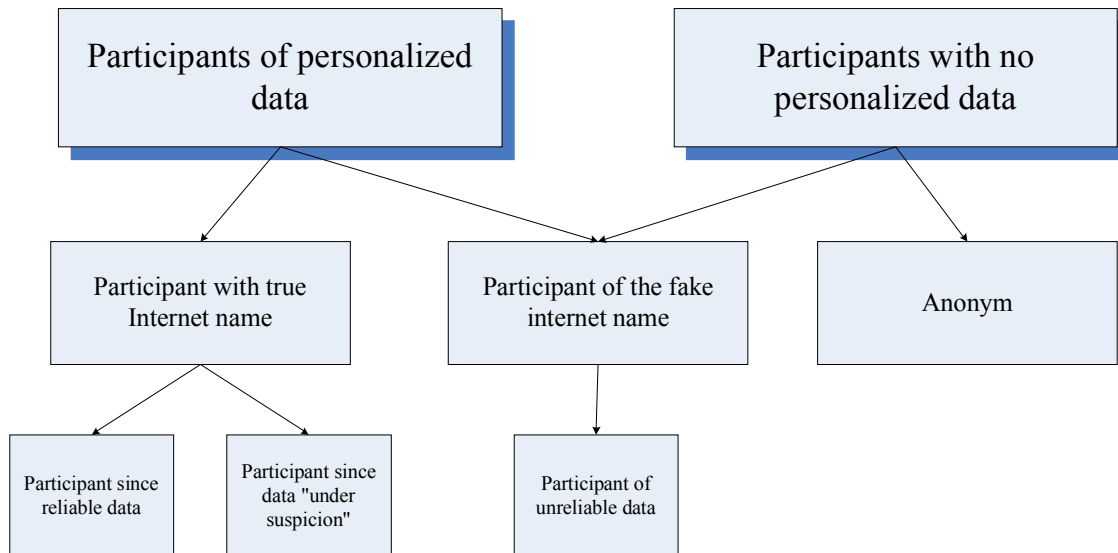 Participants of personalized
data
Participants with no
personalized data
Participant with true
Internet name
Participant of the fake
internet name
Anonym
Participant since
reliable data
Participant since
data "under
suspicion"
Participant of
unreliable data